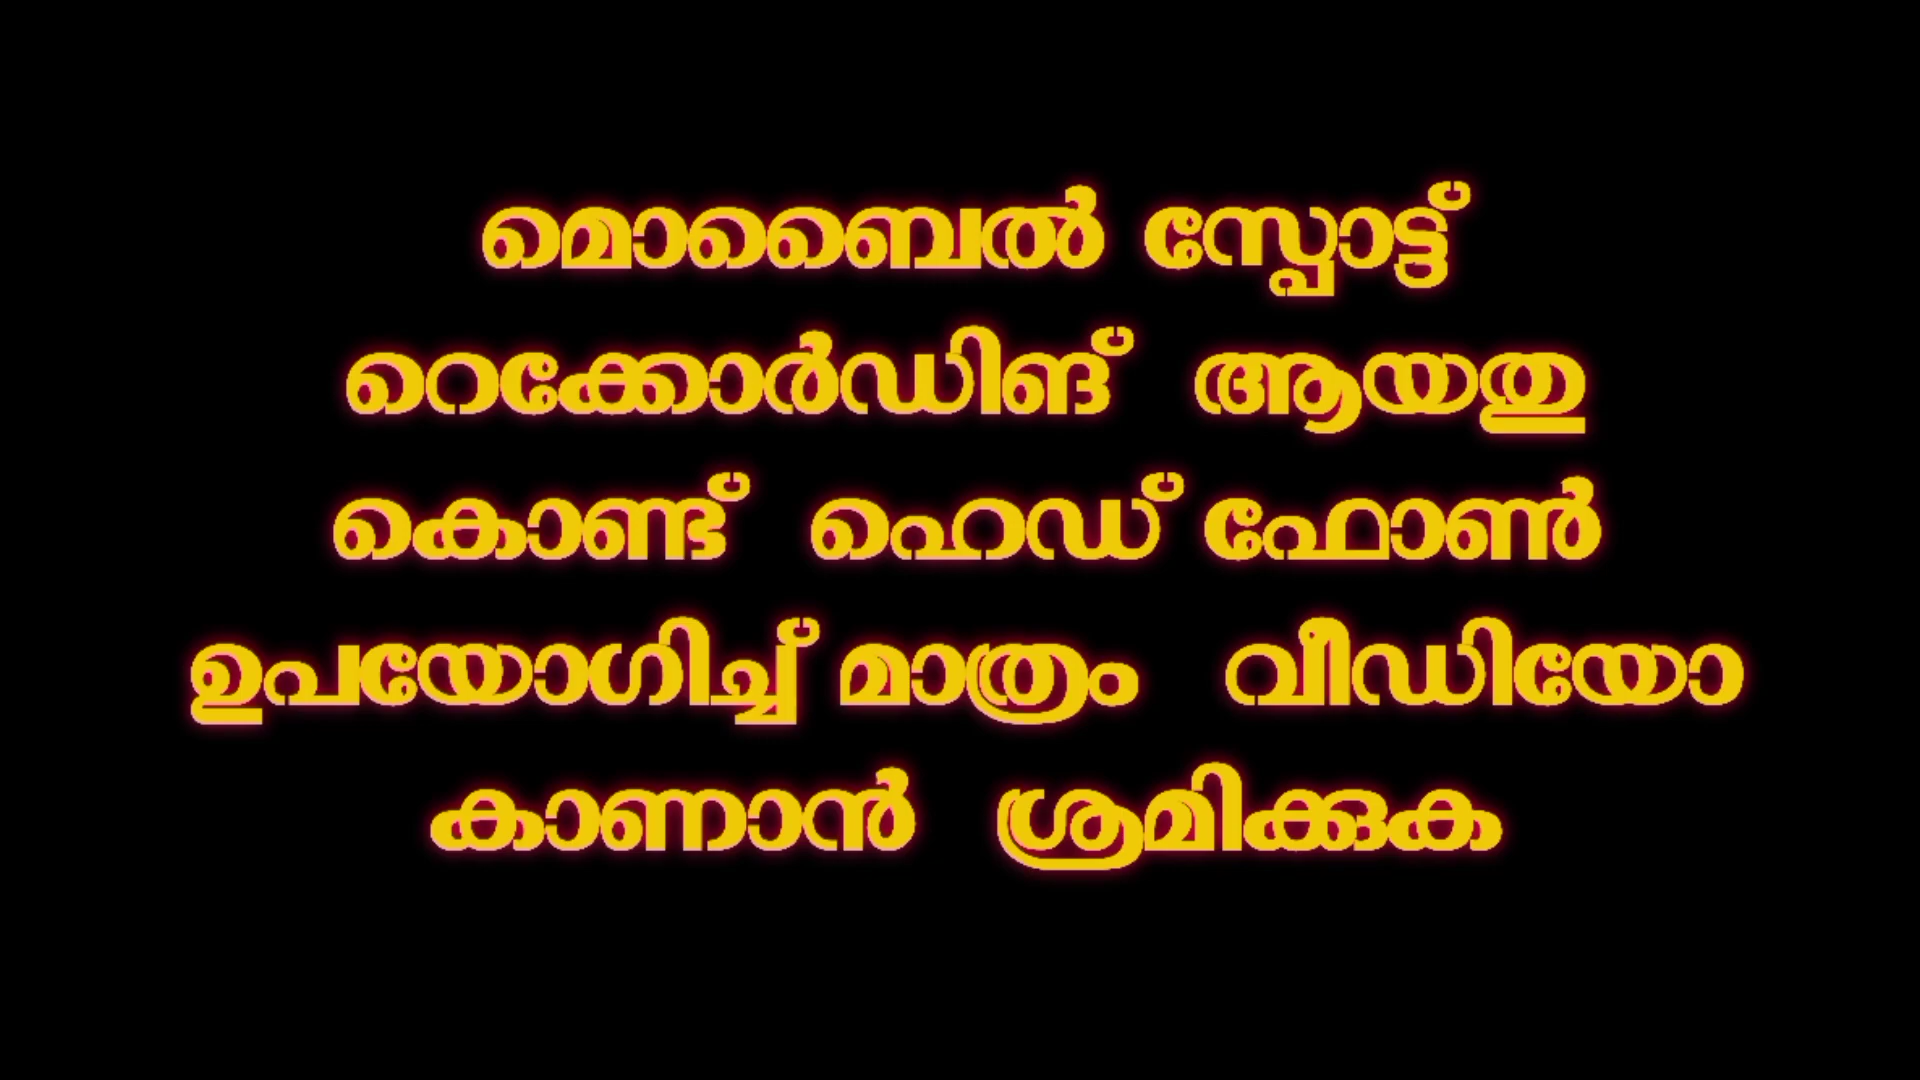 മൊബൈൽ സ്പോട്ട്
റെക്കോർഡിങ് ആയതു
കൊണ്ട് ഹെഡ് ഫോൺ
ഉപയോഗിച്ച് മാത്രം വീഡിയോ
കാണാൻ ശ്രമിക്കുക